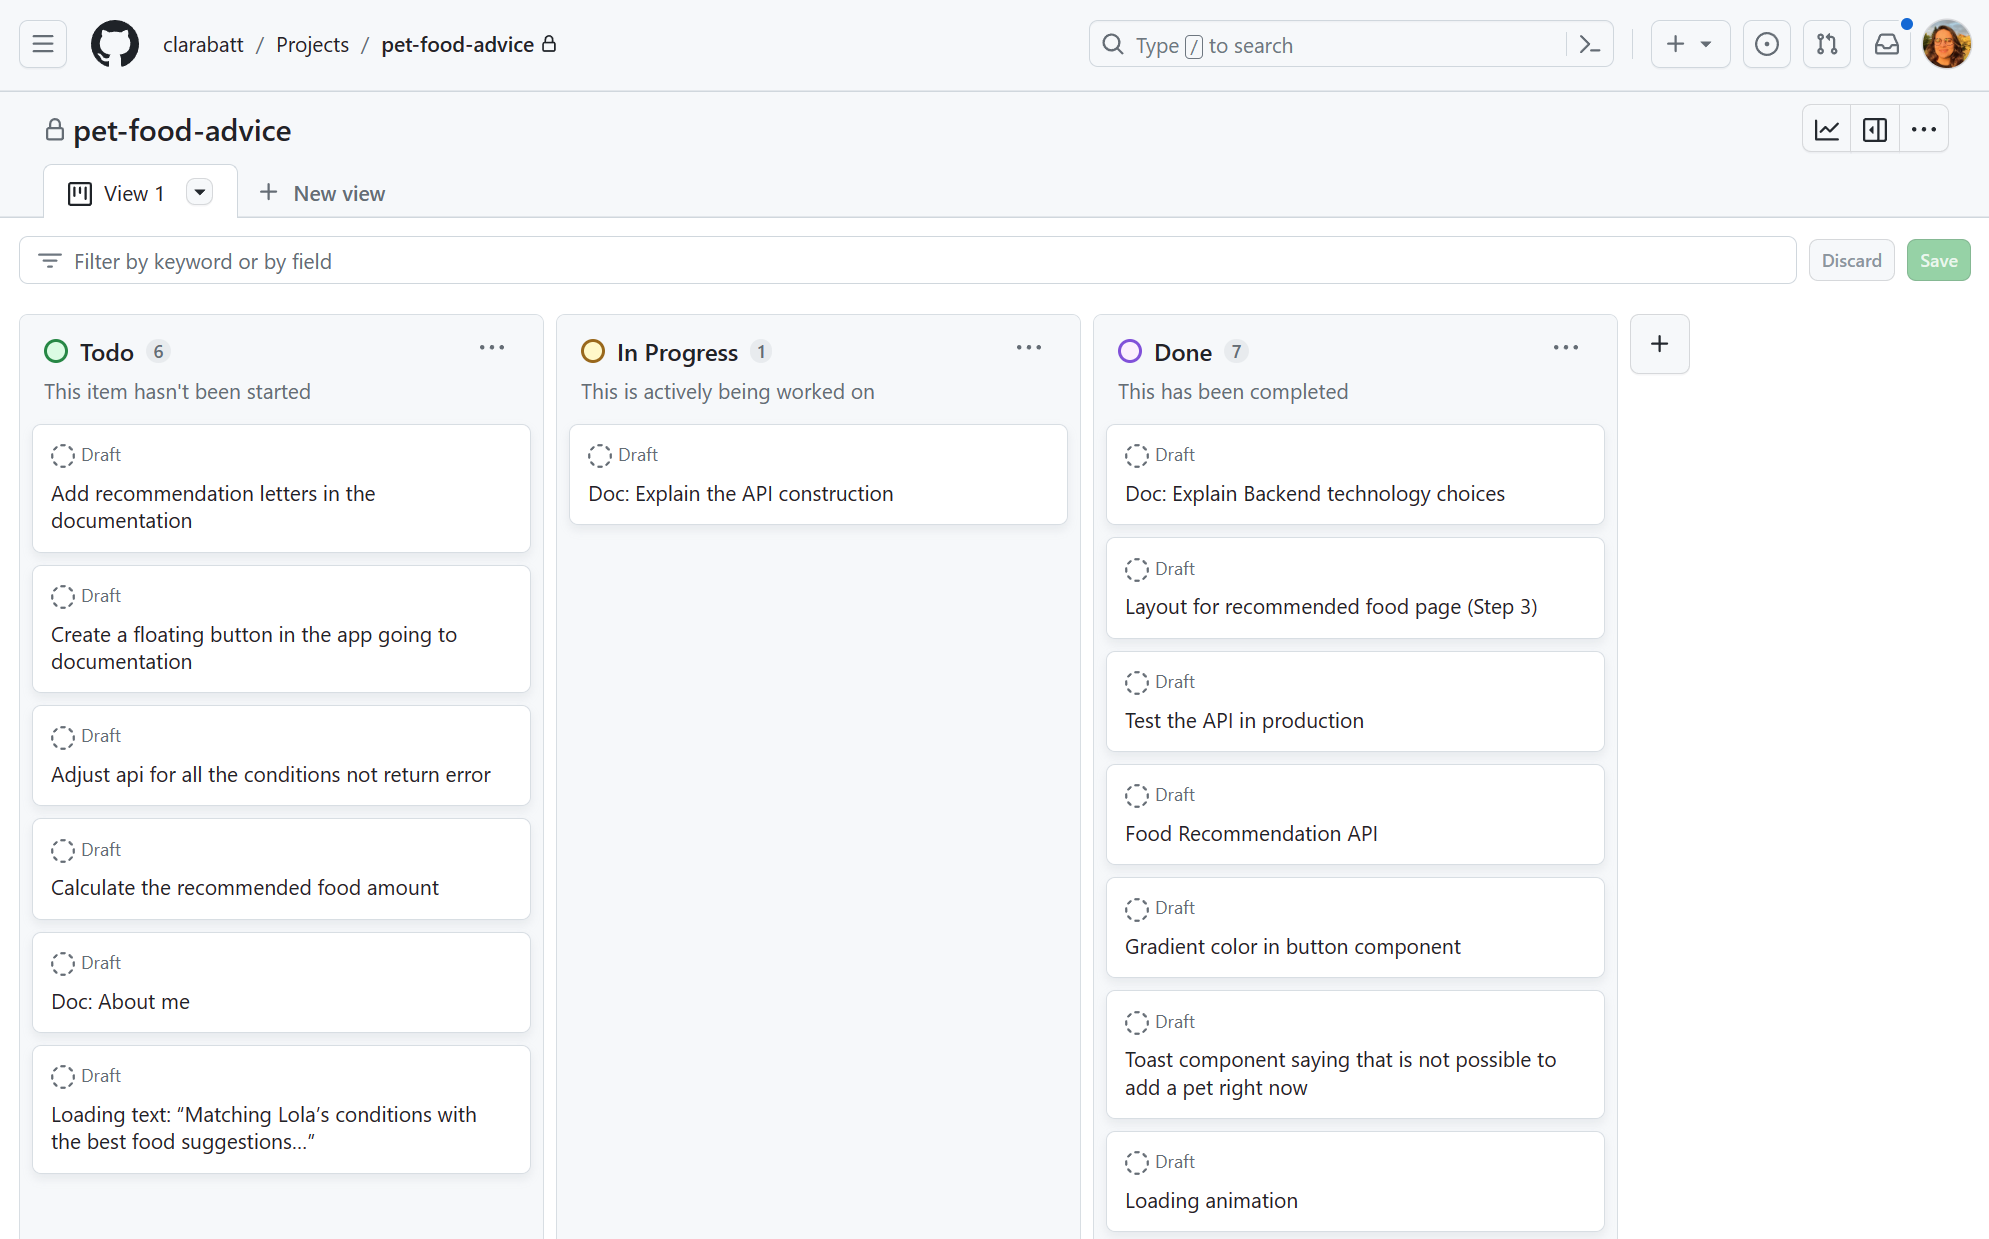 clarabatt / Projects / pet-food-advice
Type / to search
pet-food-advice
View 1
New view
Filter by keyword or by field
Discard
Save
Todo 6
This item hasn't been started
Draft
Add recommendation letters in the
documentation
Draft
Create a floating button in the app going to
documentation
Draft
Adjust api for all the conditions not return error
Draft
Calculate the recommended food amount
Draft
Doc: About me
Draft
Loading text: “Matching Lola’s conditions with
the best food suggestions...”
In Progress 1
This is actively being worked on
Draft
Doc: Explain the API construction
Done 7
This has been completed
Draft
Doc: Explain Backend technology choices
Draft
Layout for recommended food page (Step 3)
Draft
Test the API in production
Draft
Food Recommendation API
Draft
Gradient color in button component
Draft
Toast component saying that is not possible to
add a pet right now
Draft
Loading animation